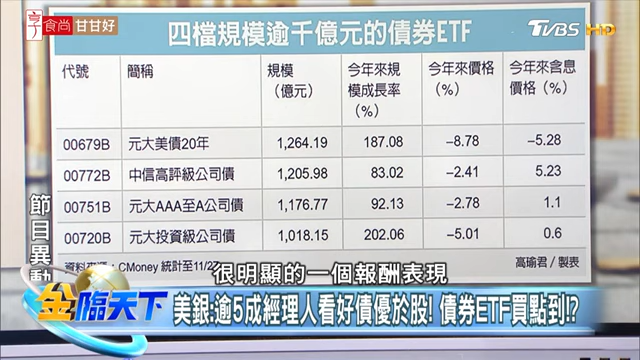 享食尚 甘甘好
TVBS HD
四檔規模逾千億元的債券ETF
代號 簡稱 規模（億元） 今年來規模成長率（%） 今年來價格（%） 今年來含息價格（%）
00679B 元大美債20年 1,264.19 187.08 −8.78 −5.28
00772B 中信高評級公司債 1,205.98 83.02 −2.41 5.23
00751B 元大AAA至A公司債 1,176.77 92.13 −2.78 1.1
00720B 元大投資級公司債 1,018.15 202.06 −5.01 0.6
CMoney 統計至11/27 高瑜君／製表
節目異動
很明顯的一個報酬表現
金臨天下
美銀:逾5成經理人看好債優於股! 債券ETF買點到!?